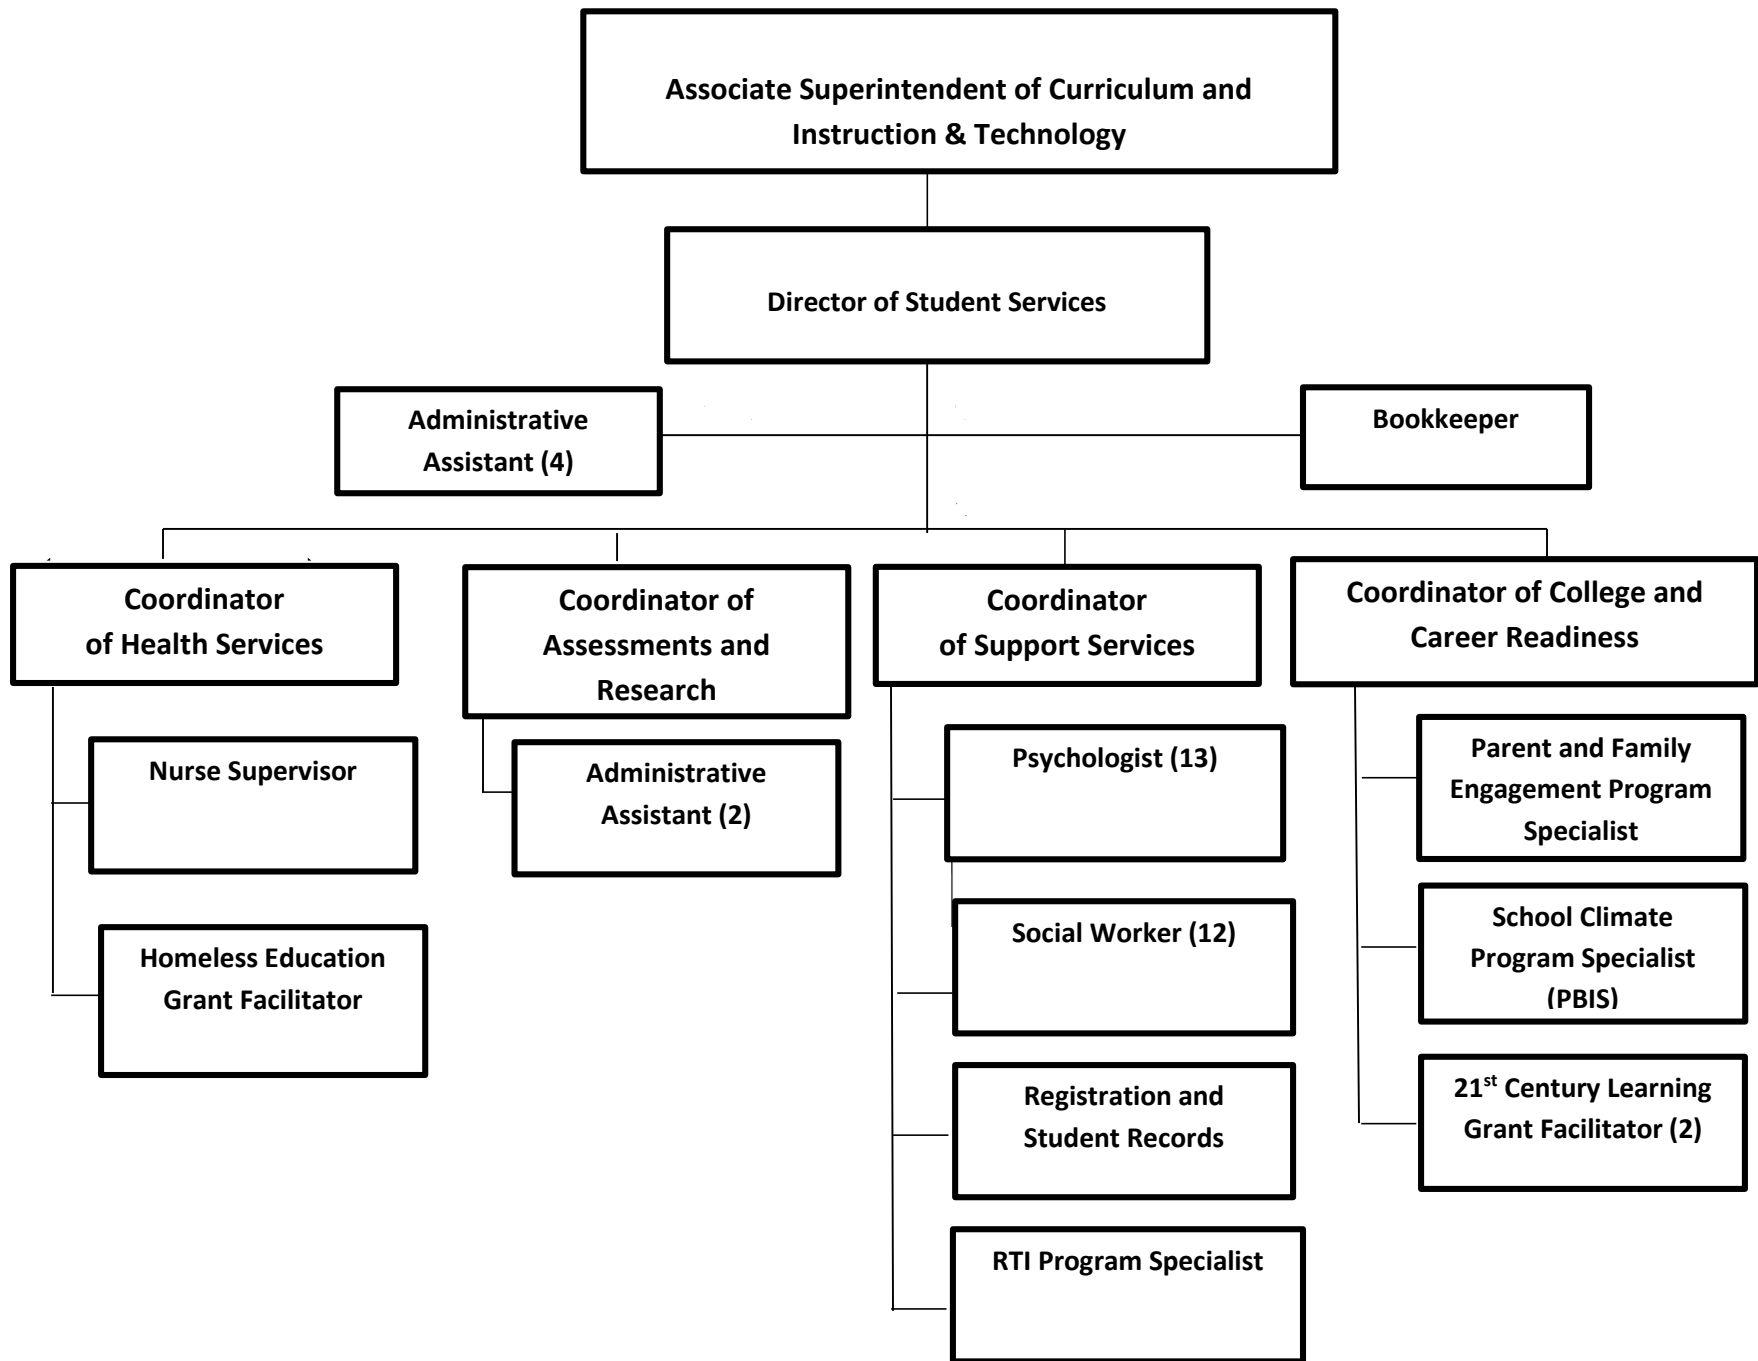 Associate Superintendent of Curriculum and
Instruction & Technology
Director of Student Services
Administrative
Assistant (4)
Bookkeeper
Coordinator
of Health Services
Coordinator of
Assessments and
Research
Coordinator
of Support Services
Coordinator of College and
Career Readiness
Nurse Supervisor
Homeless Education
Grant Facilitator
Administrative
Assistant (2)
Psychologist (13)
Social Worker (12)
Registration and
Student Records
RTI Program Specialist
Parent and Family
Engagement Program
Specialist
School Climate
Program Specialist
(PBIS)
21st Century Learning
Grant Facilitator (2)